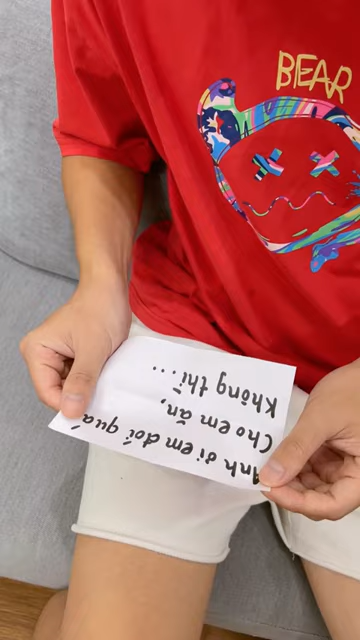 BEAR
Anh ơi em đói quá
Cho em ăn,
Không thì...